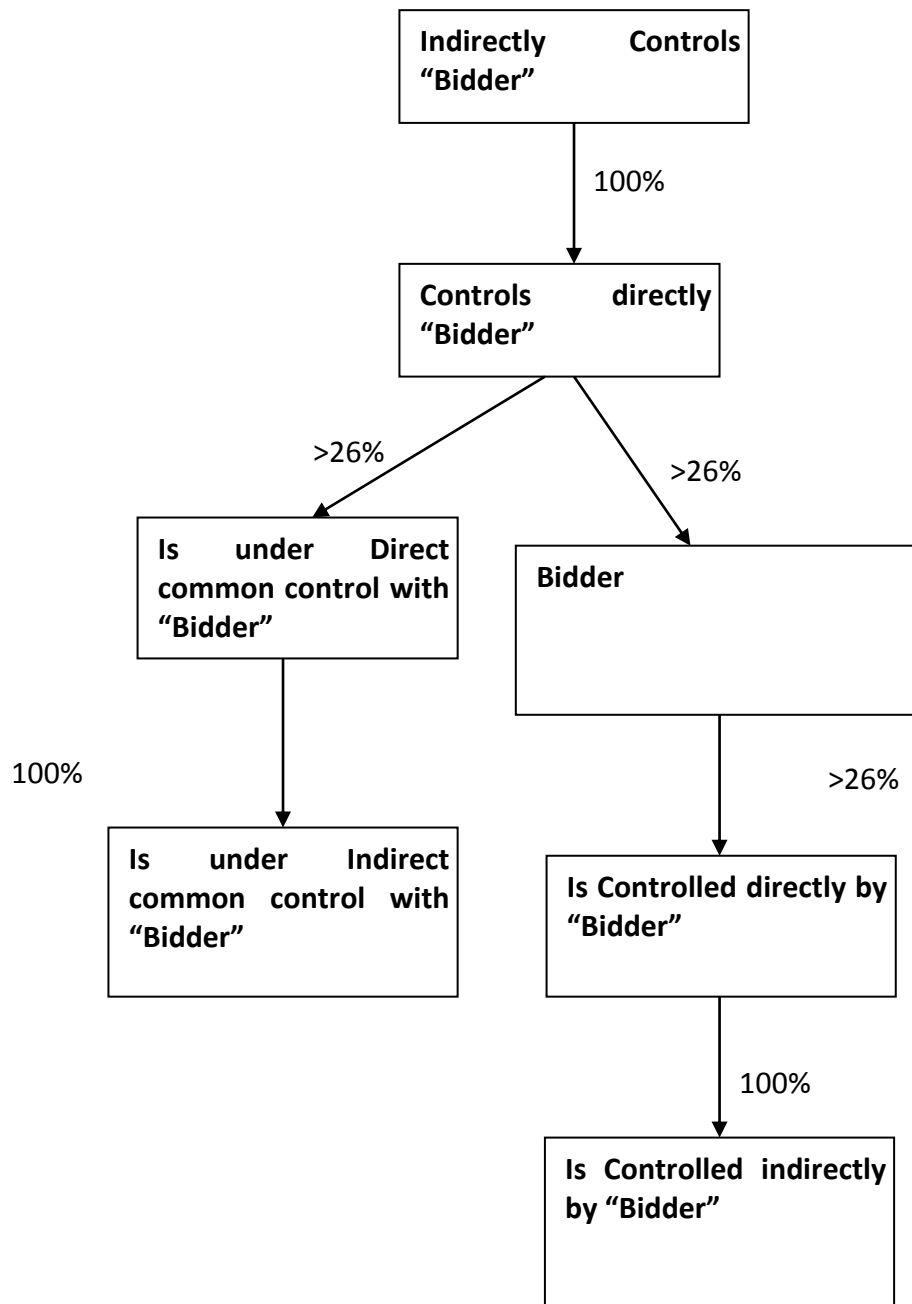 Indirectly Controls
“Bidder”
100%
Controls directly
“Bidder”
>26%
>26%
Is under Direct
common control with
“Bidder”
Bidder
100%
>26%
Is under Indirect
common control with
“Bidder”
Is Controlled directly by
“Bidder”
100%
Is Controlled indirectly
by “Bidder”